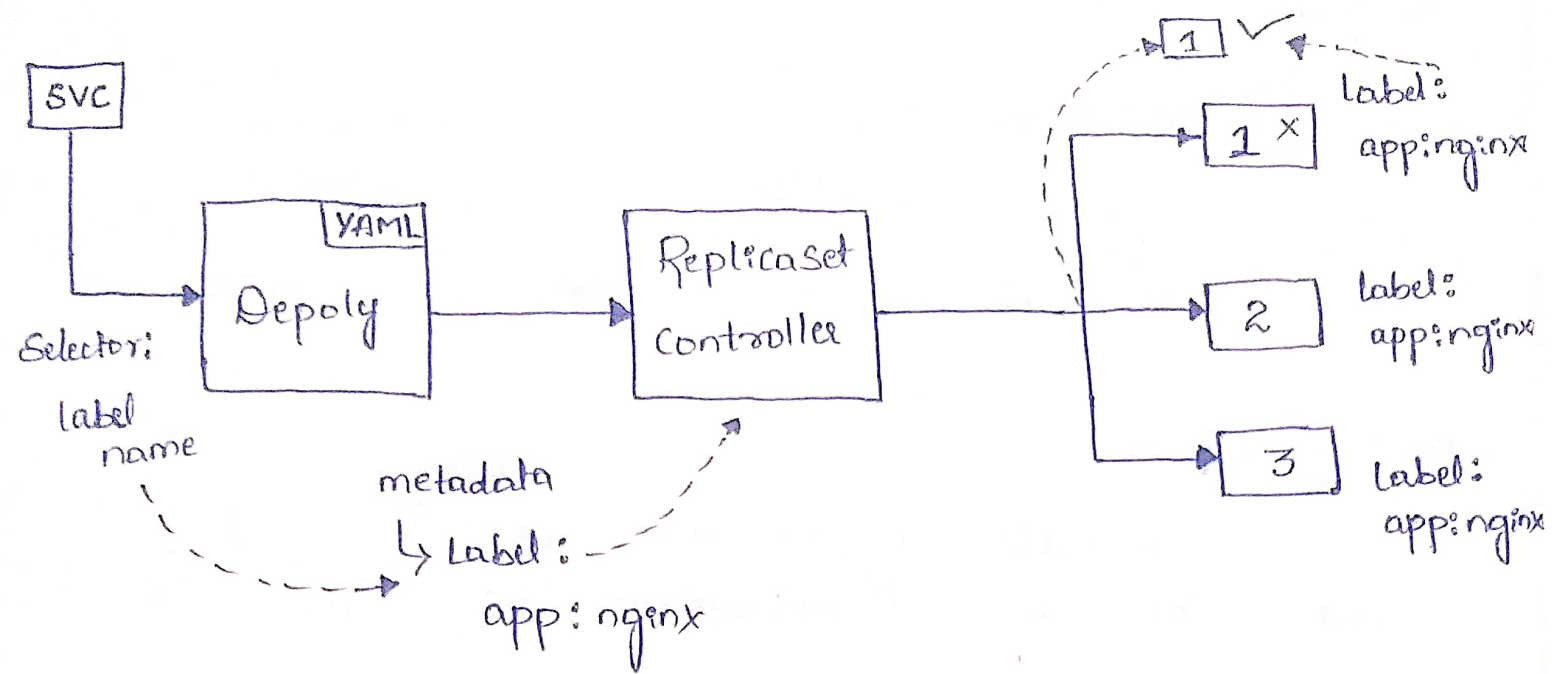 SVC
Selector:
label
name
YAML
Depoly
metadata
↳ Label:
app: nginx
Replicaset
controller
1 ✓
label:
app:nginx
1 x
2
label:
app:nginx
3
label:
app:nginx